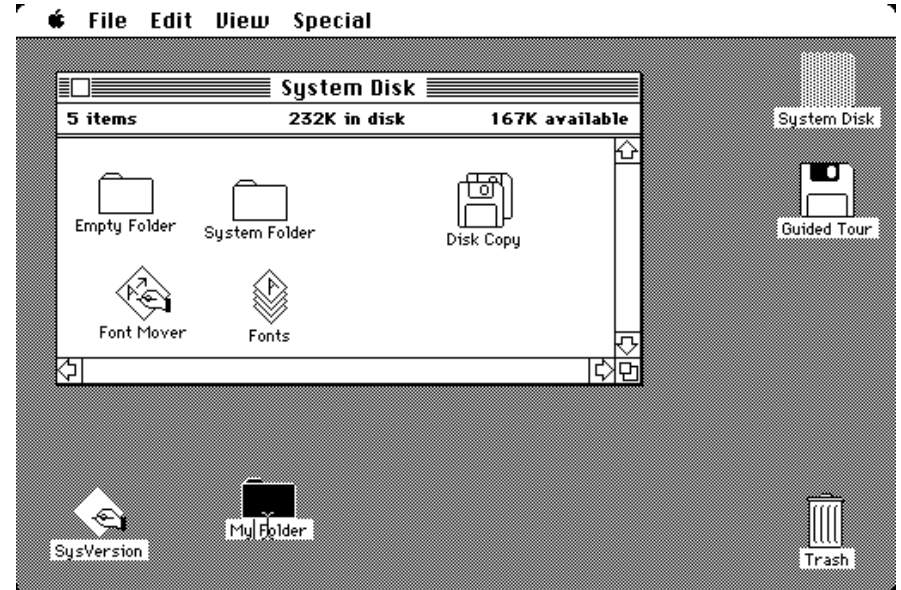 File Edit View Special
System Disk
5 items 232K in disk 167K available
Empty Folder System Folder Disk Copy
Font Mover Fonts
System Disk
Guided Tour
SysVersion My Folder Trash